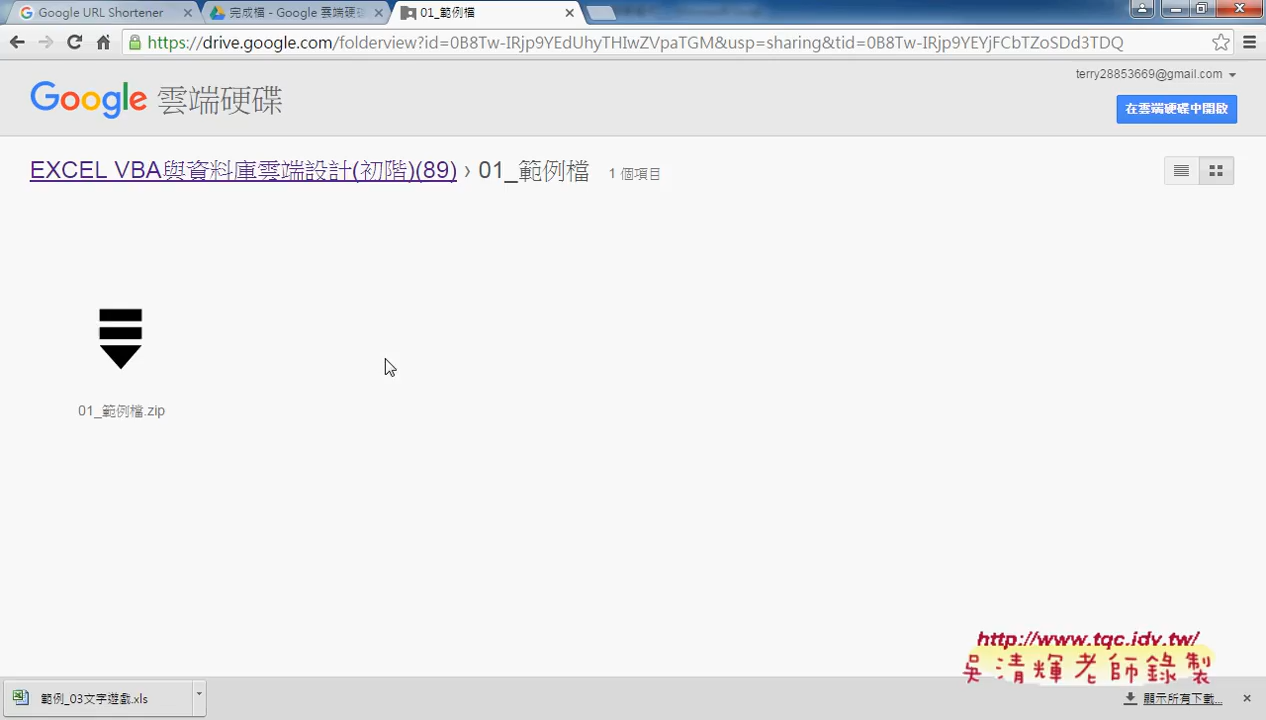 Google URL Shortener
完成檔 - Google 雲端硬碟
01_範例檔
https://drive.google.com/folderview?id=0B8Tw-IRjp9YEdUhyTHIwZVpaTGM&usp=sharing&tid=0B8Tw-IRjp9YEYjFCbTZoSDd3TDQ
terry28853669@gmail.com
Google 雲端硬碟
在雲端硬碟中開啟
EXCEL VBA與資料庫雲端設計(初階)(89) › 01_範例檔 1 個項目
01_範例檔.zip
http://www.tqc.idv.tw/
吳清輝老師錄製
範例_03文字遊戲.xls
顯示所有下載...